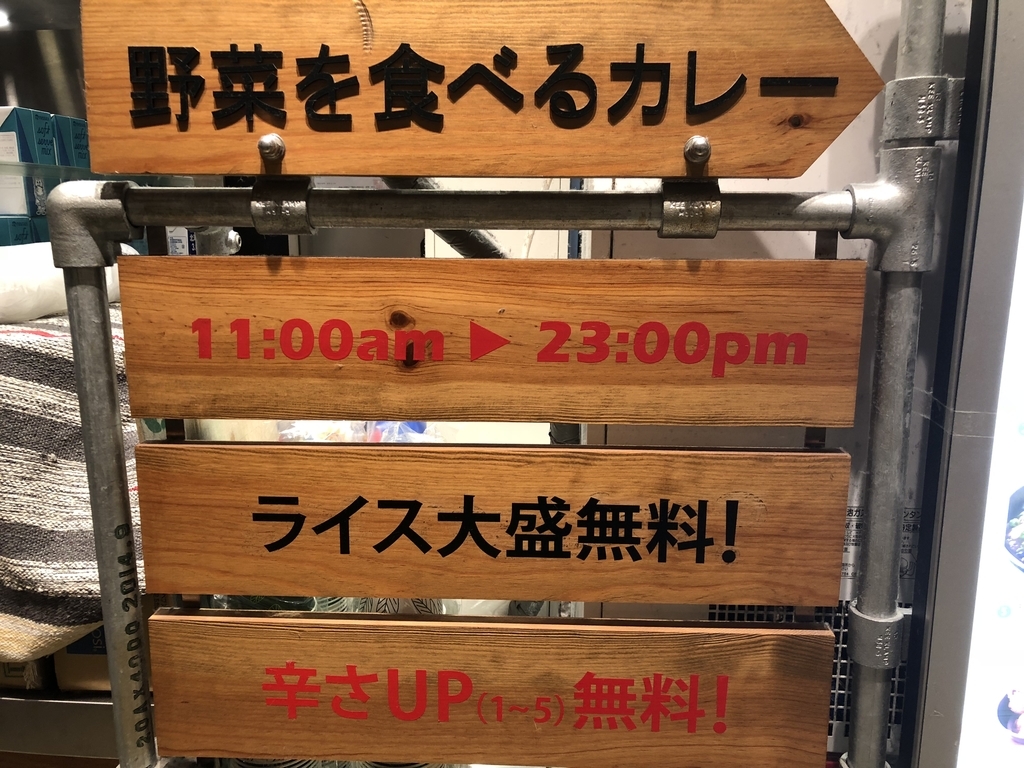 野菜を食べるカレー
11:00am ▶ 23:00pm
ライス大盛無料!
辛さUP(1~5)無料!